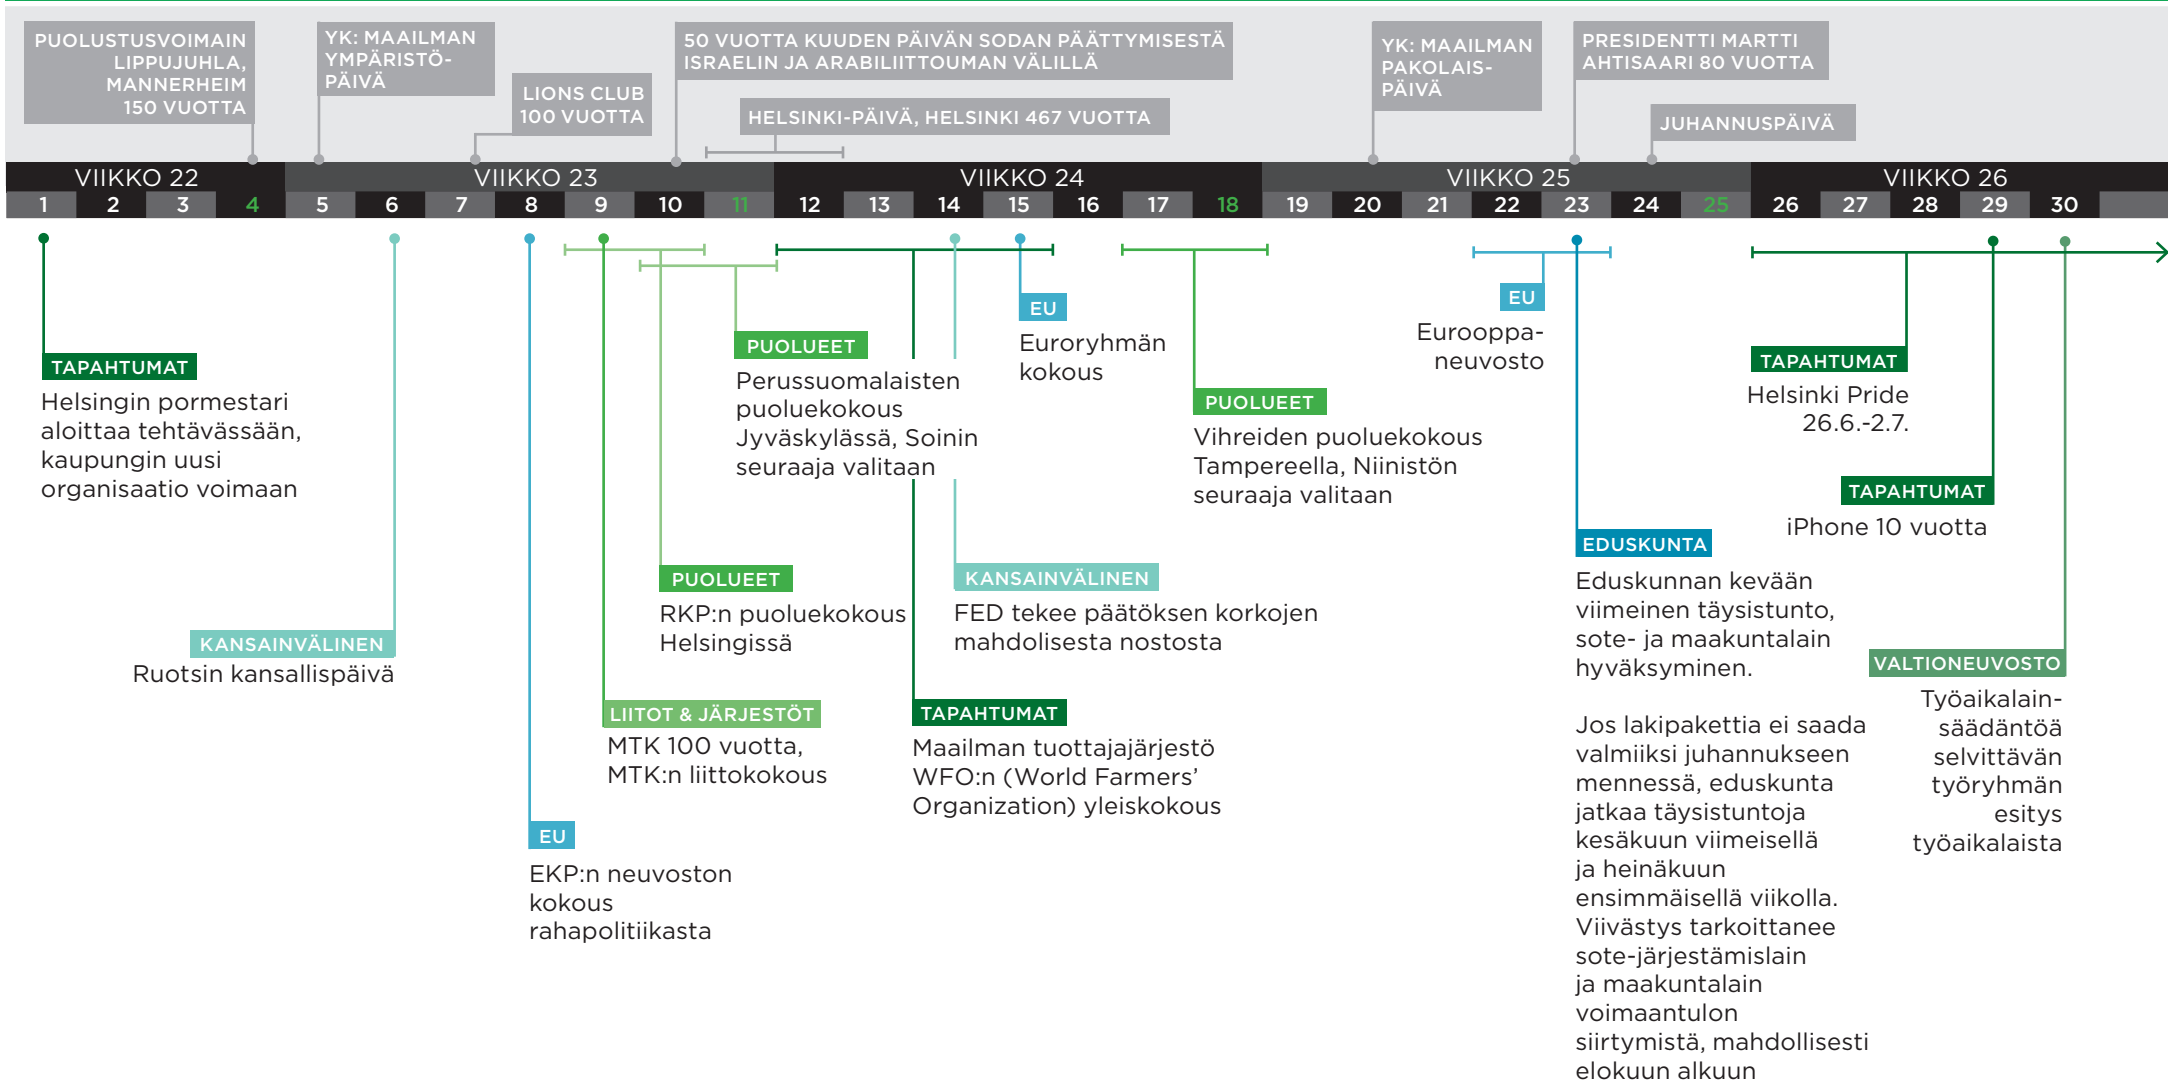 PUOLUSTUSVOIMAIN
LIPPUJUHLA,
MANNERHEIM
150 VUOTTA
YK: MAAILMAN
YMPÄRISTÖ-
PÄIVÄ
LIONS CLUB
100 VUOTTA
50 VUOTTA KUUDEN PÄIVÄN SODAN PÄÄTTYMISESTÄ
ISRAELIN JA ARABILIITTOUMAN VÄLILLÄ
HELSINKI-PÄIVÄ, HELSINKI 467 VUOTTA
YK: MAAILMAN
PAKOLAIS-
PÄIVÄ
PRESIDENTTI MARTTI
AHTISAARI 80 VUOTTA
JUHANNUSPÄIVÄ
VIIKKO 22 VIIKKO 23 VIIKKO 24 VIIKKO 25 VIIKKO 26
1 2 3 4 5 6 7 8 9 10 11 12 13 14 15 16 17 18 19 20 21 22 23 24 25 26 27 28 29 30
TAPAHTUMAT
Helsingin pormestari
aloittaa tehtävässään,
kaupungin uusi
organisaatio voimaan
KANSAINVÄLINEN
Ruotsin kansallispäivä
EU
EKP:n neuvoston
kokous
rahapolitiikasta
LIITOT & JÄRJESTÖT
MTK 100 vuotta,
MTK:n liittokokous
PUOLUEET
RKP:n puoluekokous
Helsingissä
PUOLUEET
Perussuomalaisten
puoluekokous
Jyväskylässä, Soinin
seuraaja valitaan
TAPAHTUMAT
Maailman tuottajajärjestö
WFO:n (World Farmers’
Organization) yleiskokous
KANSAINVÄLINEN
FED tekee päätöksen korkojen
mahdolisesta nostosta
EU
Euroryhmän
kokous
PUOLUEET
Vihreiden puoluekokous
Tampereella, Niinistön
seuraaja valitaan
EU
Eurooppa-
neuvosto
EDUSKUNTA
Eduskunnan kevään
viimeinen täysistunto,
sote- ja maakuntalain
hyväksyminen.
Jos lakipakettia ei saada
valmiiksi juhannukseen
mennessä, eduskunta
jatkaa täysistuntoja
kesäkuun viimeisellä
ja heinäkuun
ensimmäisellä viikolla.
Viivästys tarkoittanee
sote-järjestämislain
ja maakuntalain
voimaantulon
siirtymistä, mahdollisesti
elokuun alkuun
TAPAHTUMAT
Helsinki Pride
26.6.-2.7.
TAPAHTUMAT
iPhone 10 vuotta
VALTIONEUVOSTO
Työaikalain-
säädäntöä
selvittävän
työryhmän
esitys
työaikalaista